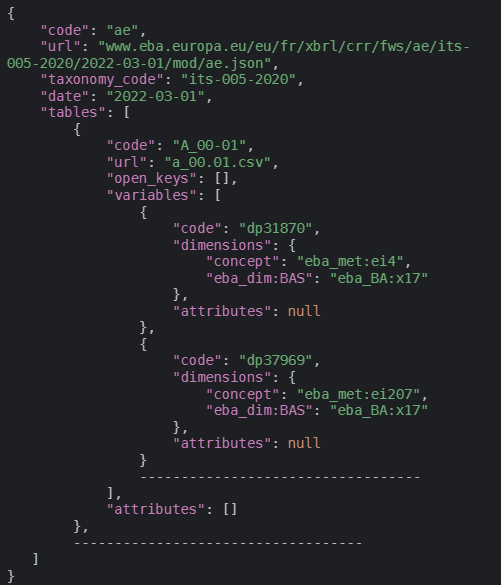 {
    "code": "ae",
    "url": "www.eba.europa.eu/eu/fr/xbrl/crr/fws/ae/its-
005-2020/2022-03-01/mod/ae.json",
    "taxonomy_code": "its-005-2020",
    "date": "2022-03-01",
    "tables": [
        {
            "code": "A_00-01",
            "url": "a_00.01.csv",
            "open_keys": [],
            "variables": [
                {
                    "code": "dp31870",
                    "dimensions": {
                        "concept": "eba_met:ei4",
                        "eba_dim:BAS": "eba_BA:x17"
                    },
                    "attributes": null
                },
                {
                    "code": "dp37969",
                    "dimensions": {
                        "concept": "eba_met:ei207",
                        "eba_dim:BAS": "eba_BA:x17"
                    },
                    "attributes": null
                }
                ----------------------------------
            ],
            "attributes": []
        },
        -----------------------------------
   ]
}